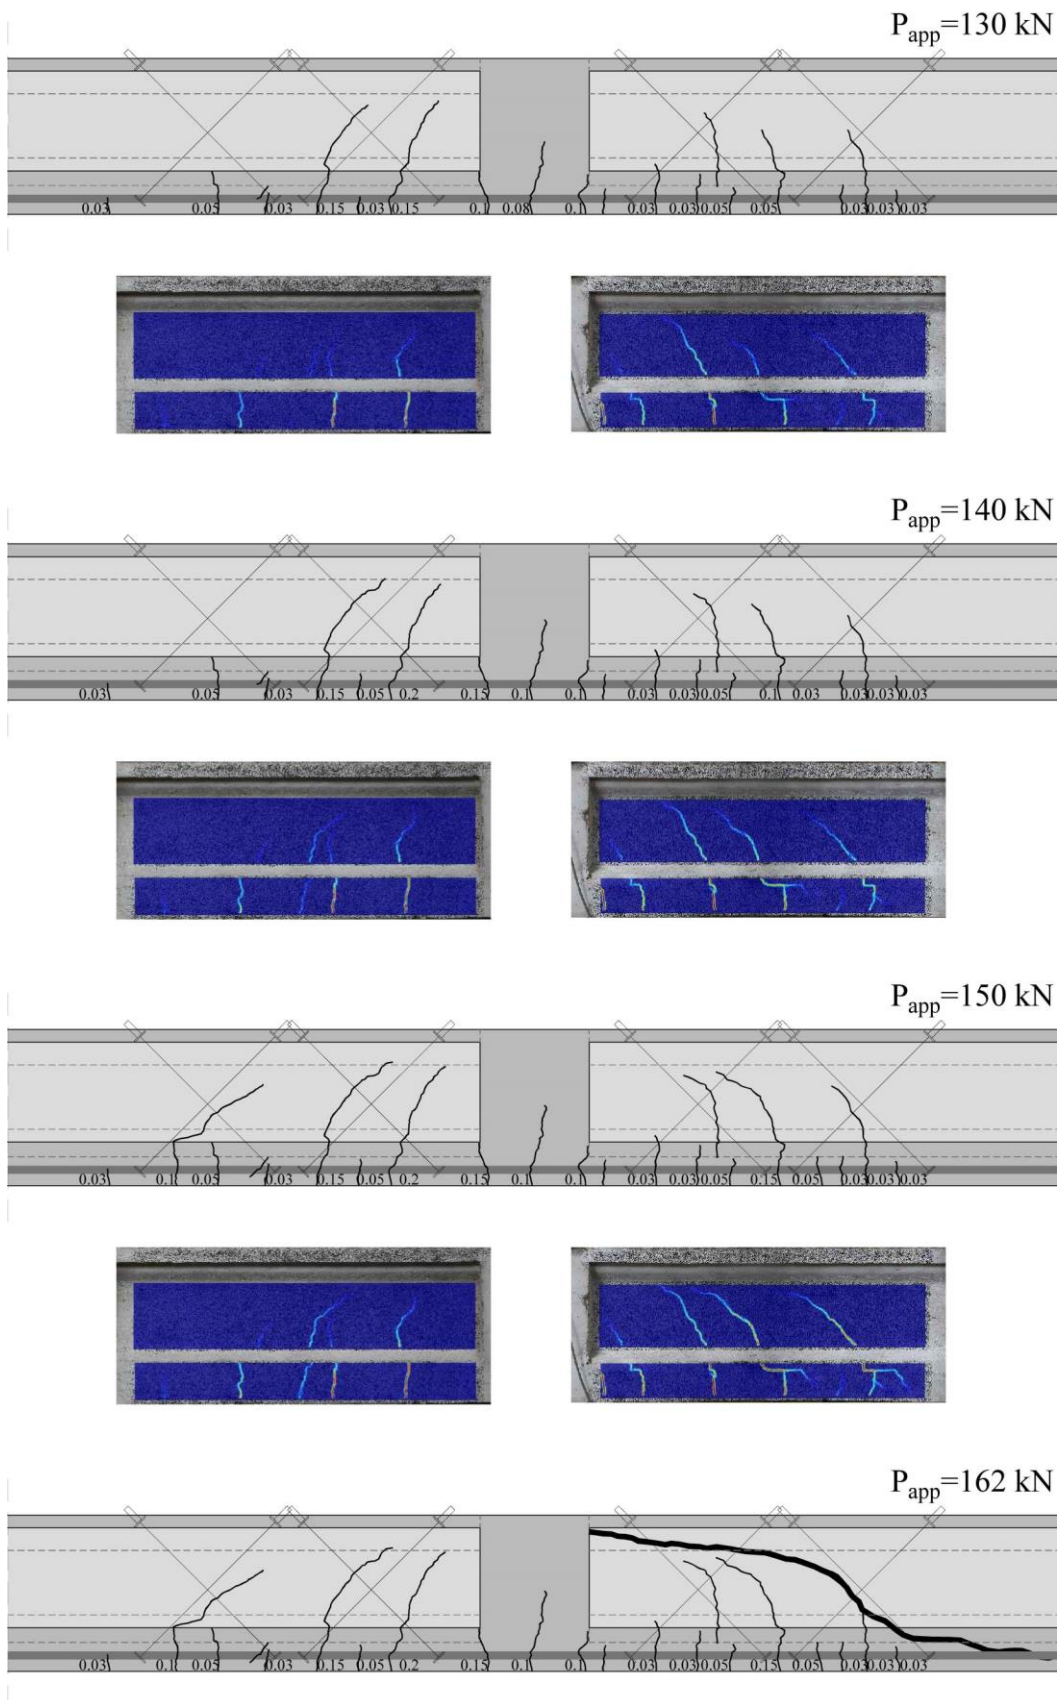 P_app=130 kN
0.03 0.05 0.03 0.15 0.03 0.15 0.1 0.08 0.1 0.03 0.03 0.05 0.05 0.03 0.03 0.03
P_app=140 kN
0.03 0.05 0.03 0.15 0.05 0.2 0.15 0.1 0.1 0.03 0.03 0.05 0.1 0.03 0.03 0.03
P_app=150 kN
0.03 0.1 0.05 0.03 0.15 0.05 0.2 0.15 0.1 0.1 0.03 0.03 0.05 0.15 0.05 0.03 0.03 0.03
P_app=162 kN
0.03 0.1 0.05 0.03 0.15 0.05 0.2 0.15 0.1 0.1 0.03 0.03 0.05 0.15 0.05 0.03 0.03 0.03